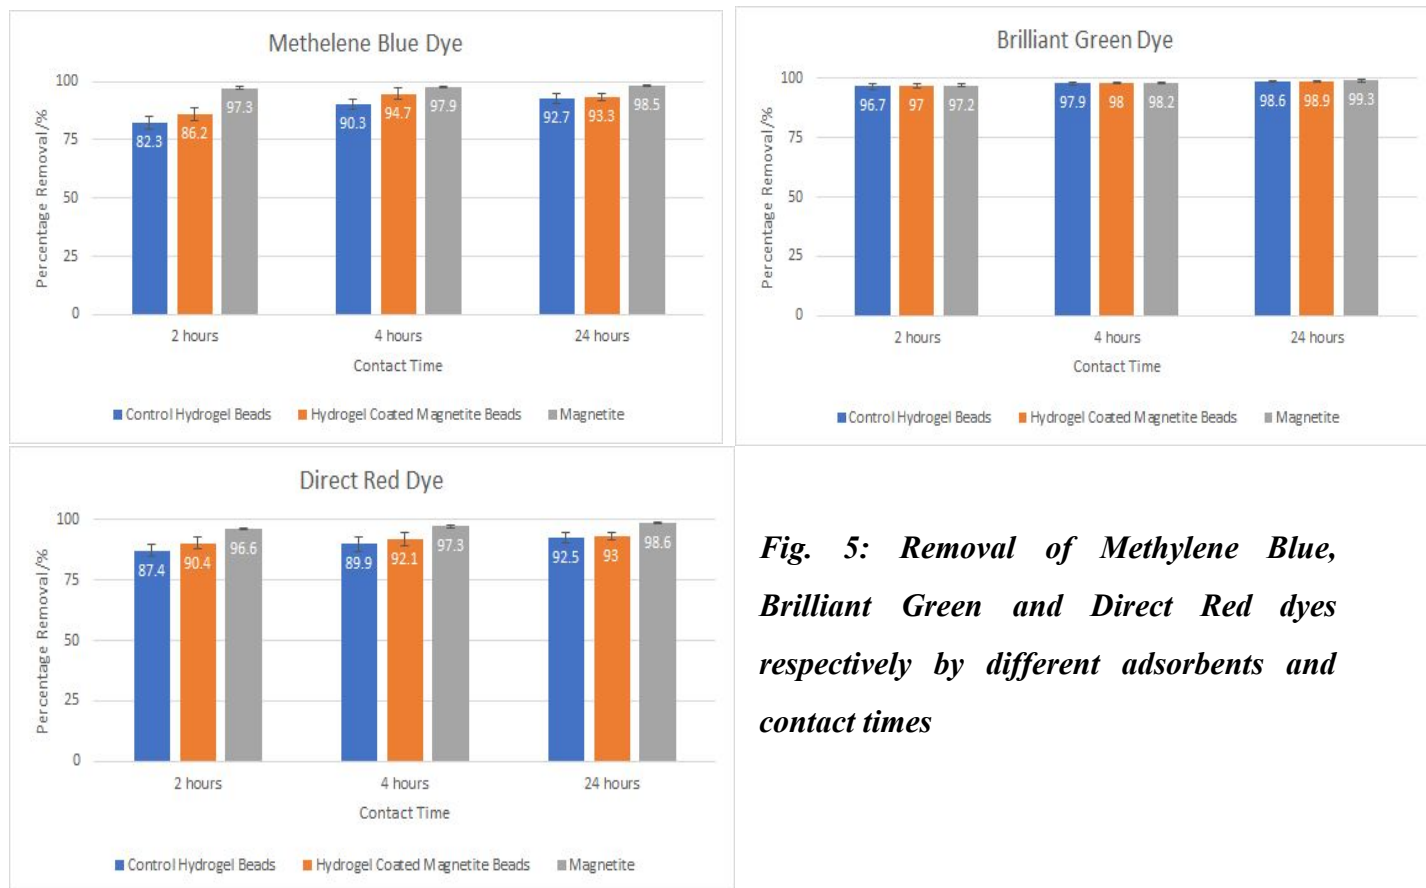 Methelene Blue Dye
Percentage Removal/%
100
75
50
25
0
82.3 86.2 97.3
90.3 94.7 97.9
92.7 93.3 98.5
2 hours 4 hours 24 hours
Contact Time
Control Hydrogel Beads Hydrogel Coated Magnetite Beads Magnetite
Brilliant Green Dye
Percentage Removal/%
100
75
50
25
0
96.7 97 97.2
97.9 98 98.2
98.6 98.9 99.3
2 hours 4 hours 24 hours
Contact Time
Control Hydrogel Beads Hydrogel Coated Magnetite Beads Magnetite
Direct Red Dye
Percentage Removal/%
100
75
50
25
0
87.4 90.4 96.6
89.9 92.1 97.3
92.5 93 98.6
2 hours 4 hours 24 hours
Contact Time
Control Hydrogel Beads Hydrogel Coated Magnetite Beads Magnetite
Fig. 5: Removal of Methylene Blue,
Brilliant Green and Direct Red dyes
respectively by different adsorbents and
contact times